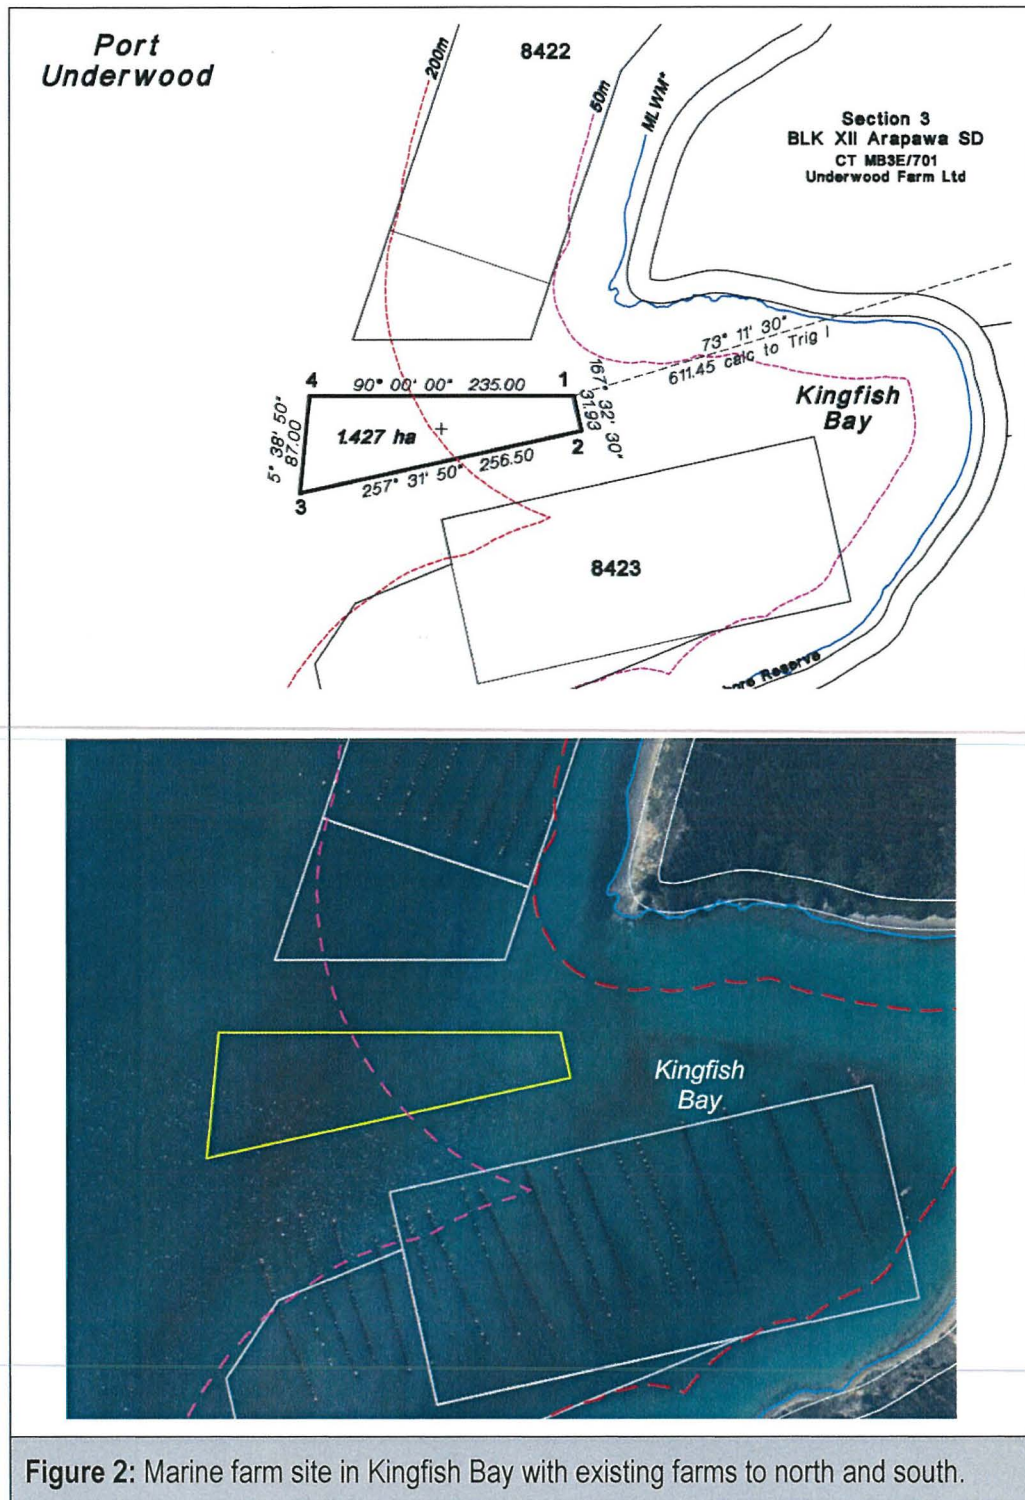 Port
Underwood
200m
8422
50m
MLWM*
Section 3
BLK XII Arapawa SD
CT MB3E/701
Underwood Farm Ltd
73° 11' 30"
611.45 calc to Trig I
4
90° 00' 00" 235.00
1
167° 32' 30"
31.93
Kingfish
Bay
5° 38' 50"
87.00
1.427 ha
2
257° 31' 50" 256.50
3
8423
Reserve
Kingfish
Bay
Figure 2: Marine farm site in Kingfish Bay with existing farms to north and south.